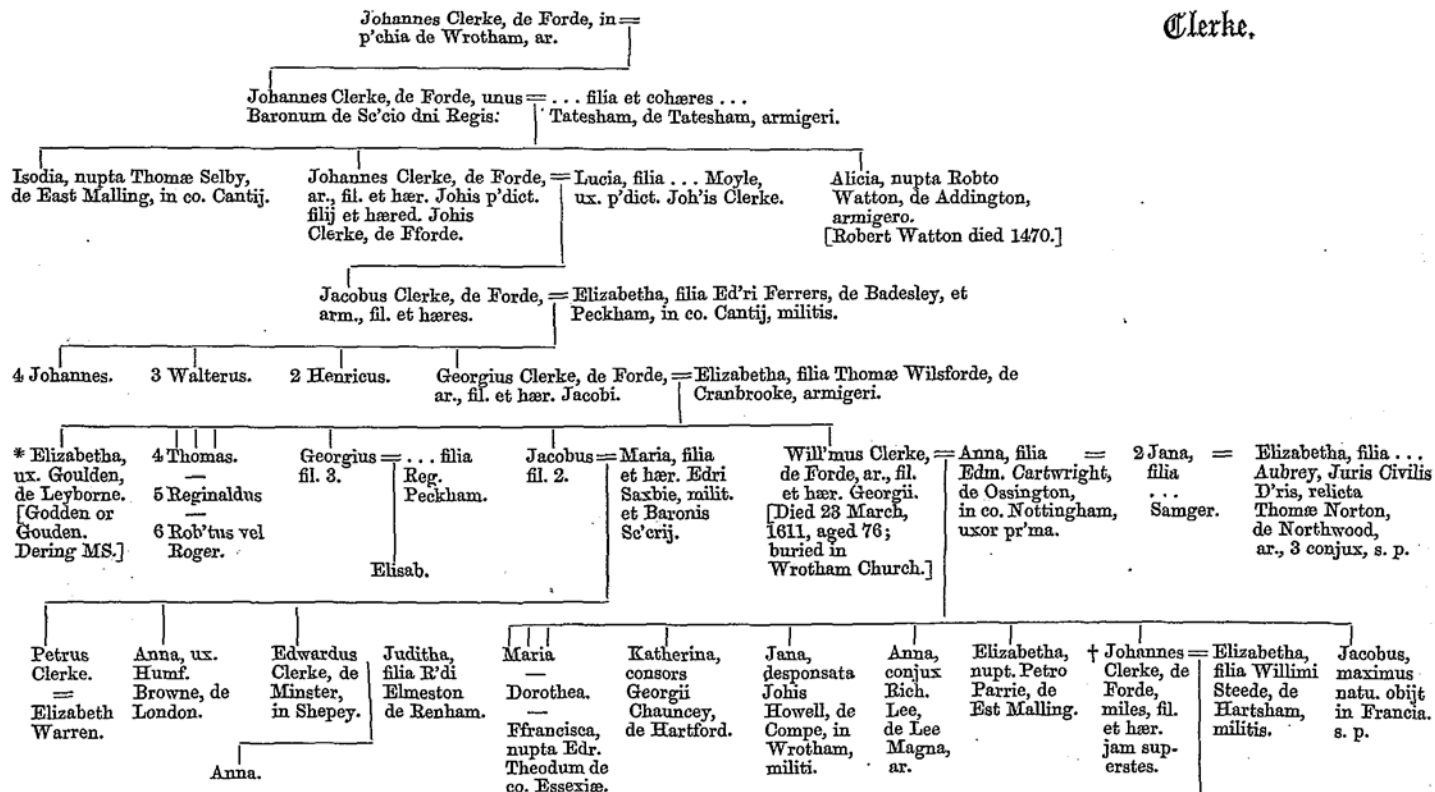 Clerke.
Johannes Clerke, de Forde, in =
p'chia de Wrotham, ar.
Johannes Clerke, de Forde, unus = ... filia et cohæres ...
Baronum de Sc'cio dni Regis: Tatesham, de Tatesham, armigeri.
Isodia, nupta Thomæ Selby,
de East Malling, in co. Cantij.
Johannes Clerke, de Forde, =
ar., fil. et hær. Johis p'dict.
filij et hæred. Johis
Clerke, de Fforde.
Lucia, filia ... Moyle,
ux. p'dict. Joh'is Clerke.
Alicia, nupta Robto
Watton, de Addington,
armigero.
[Robert Watton died 1470.]
Jacobus Clerke, de Forde, =
arm., fil. et hæres.
Elizabetha, filia Ed'ri Ferrers, de Badesley, et
Peckham, in co. Cantij, militis.
4 Johannes.
3 Walterus.
2 Henricus.
Georgius Clerke, de Forde, =
ar., fil. et hær. Jacobi.
Elizabetha, filia Thomæ Wilsforde, de
Cranbrooke, armigeri.
* Elizabetha,
ux. Goulden,
de Leyborne.
[Godden or
Gouden.
Dering MS.]
4 Thomas.
—
5 Reginaldus
—
6 Rob'tus vel
Roger.
Georgius =
fil. 3.
... filia
Reg.
Peckham.
Elisab.
Jacobus =
fil. 2.
Maria, filia
et hær. Edri
Saxbie, milit.
et Baronis
Sc'crij.
Will'mus Clerke, =
de Forde, ar., fil.
et hær. Georgii.
[Died 23 March,
1611, aged 76;
buried in
Wrotham Church.]
Anna, filia =
Edm. Cartwright,
de Ossington,
in co. Nottingham,
uxor pr'ma.
2 Jana, =
filia
...
Samger.
Elizabetha, filia ...
Aubrey, Juris Civilis
D'ris, relicta
Thomæ Norton,
de Northwood,
ar., 3 conjux, s. p.
Petrus
Clerke.
=
Elizabeth
Warren.
Anna, ux.
Humf.
Browne, de
London.
Edwardus
Clerke, de
Minster,
in Shepey.
Juditha,
filia R'di
Elmeston
de Renham.
Anna.
Maria
—
Dorothea.
—
Ffrancisca,
nupta Edr.
Theodum de
co. Essexiæ.
Katherina,
consors
Georgii
Chauncey,
de Hartford.
Jana,
desponsata
Johis
Howell, de
Compe, in
Wrotham,
militi.
Anna,
conjux
Rich.
Lee,
de Lee
Magna,
ar.
Elizabetha,
nupt. Petro
Parrie, de
Est Malling.
† Johannes =
Clerke, de
Forde,
miles, fil.
et hær.
jam sup-
erstes.
Elizabetha,
filia Willimi
Steede, de
Hartsham,
militis.
Jacobus,
maximus
natu. obijt
in Francia.
s. p.